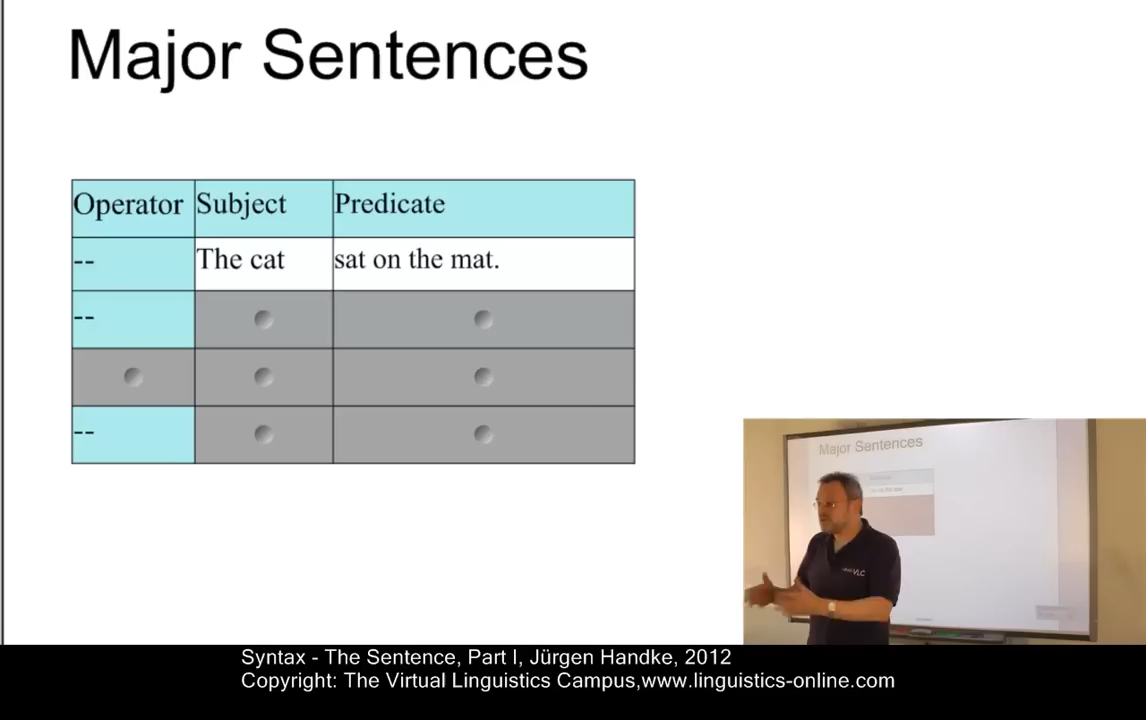 Major Sentences
Operator Subject Predicate
-- The cat sat on the mat.
--
--
Major Sentences
VLC
Syntax - The Sentence, Part I, Jürgen Handke, 2012
Copyright: The Virtual Linguistics Campus,www.linguistics-online.com